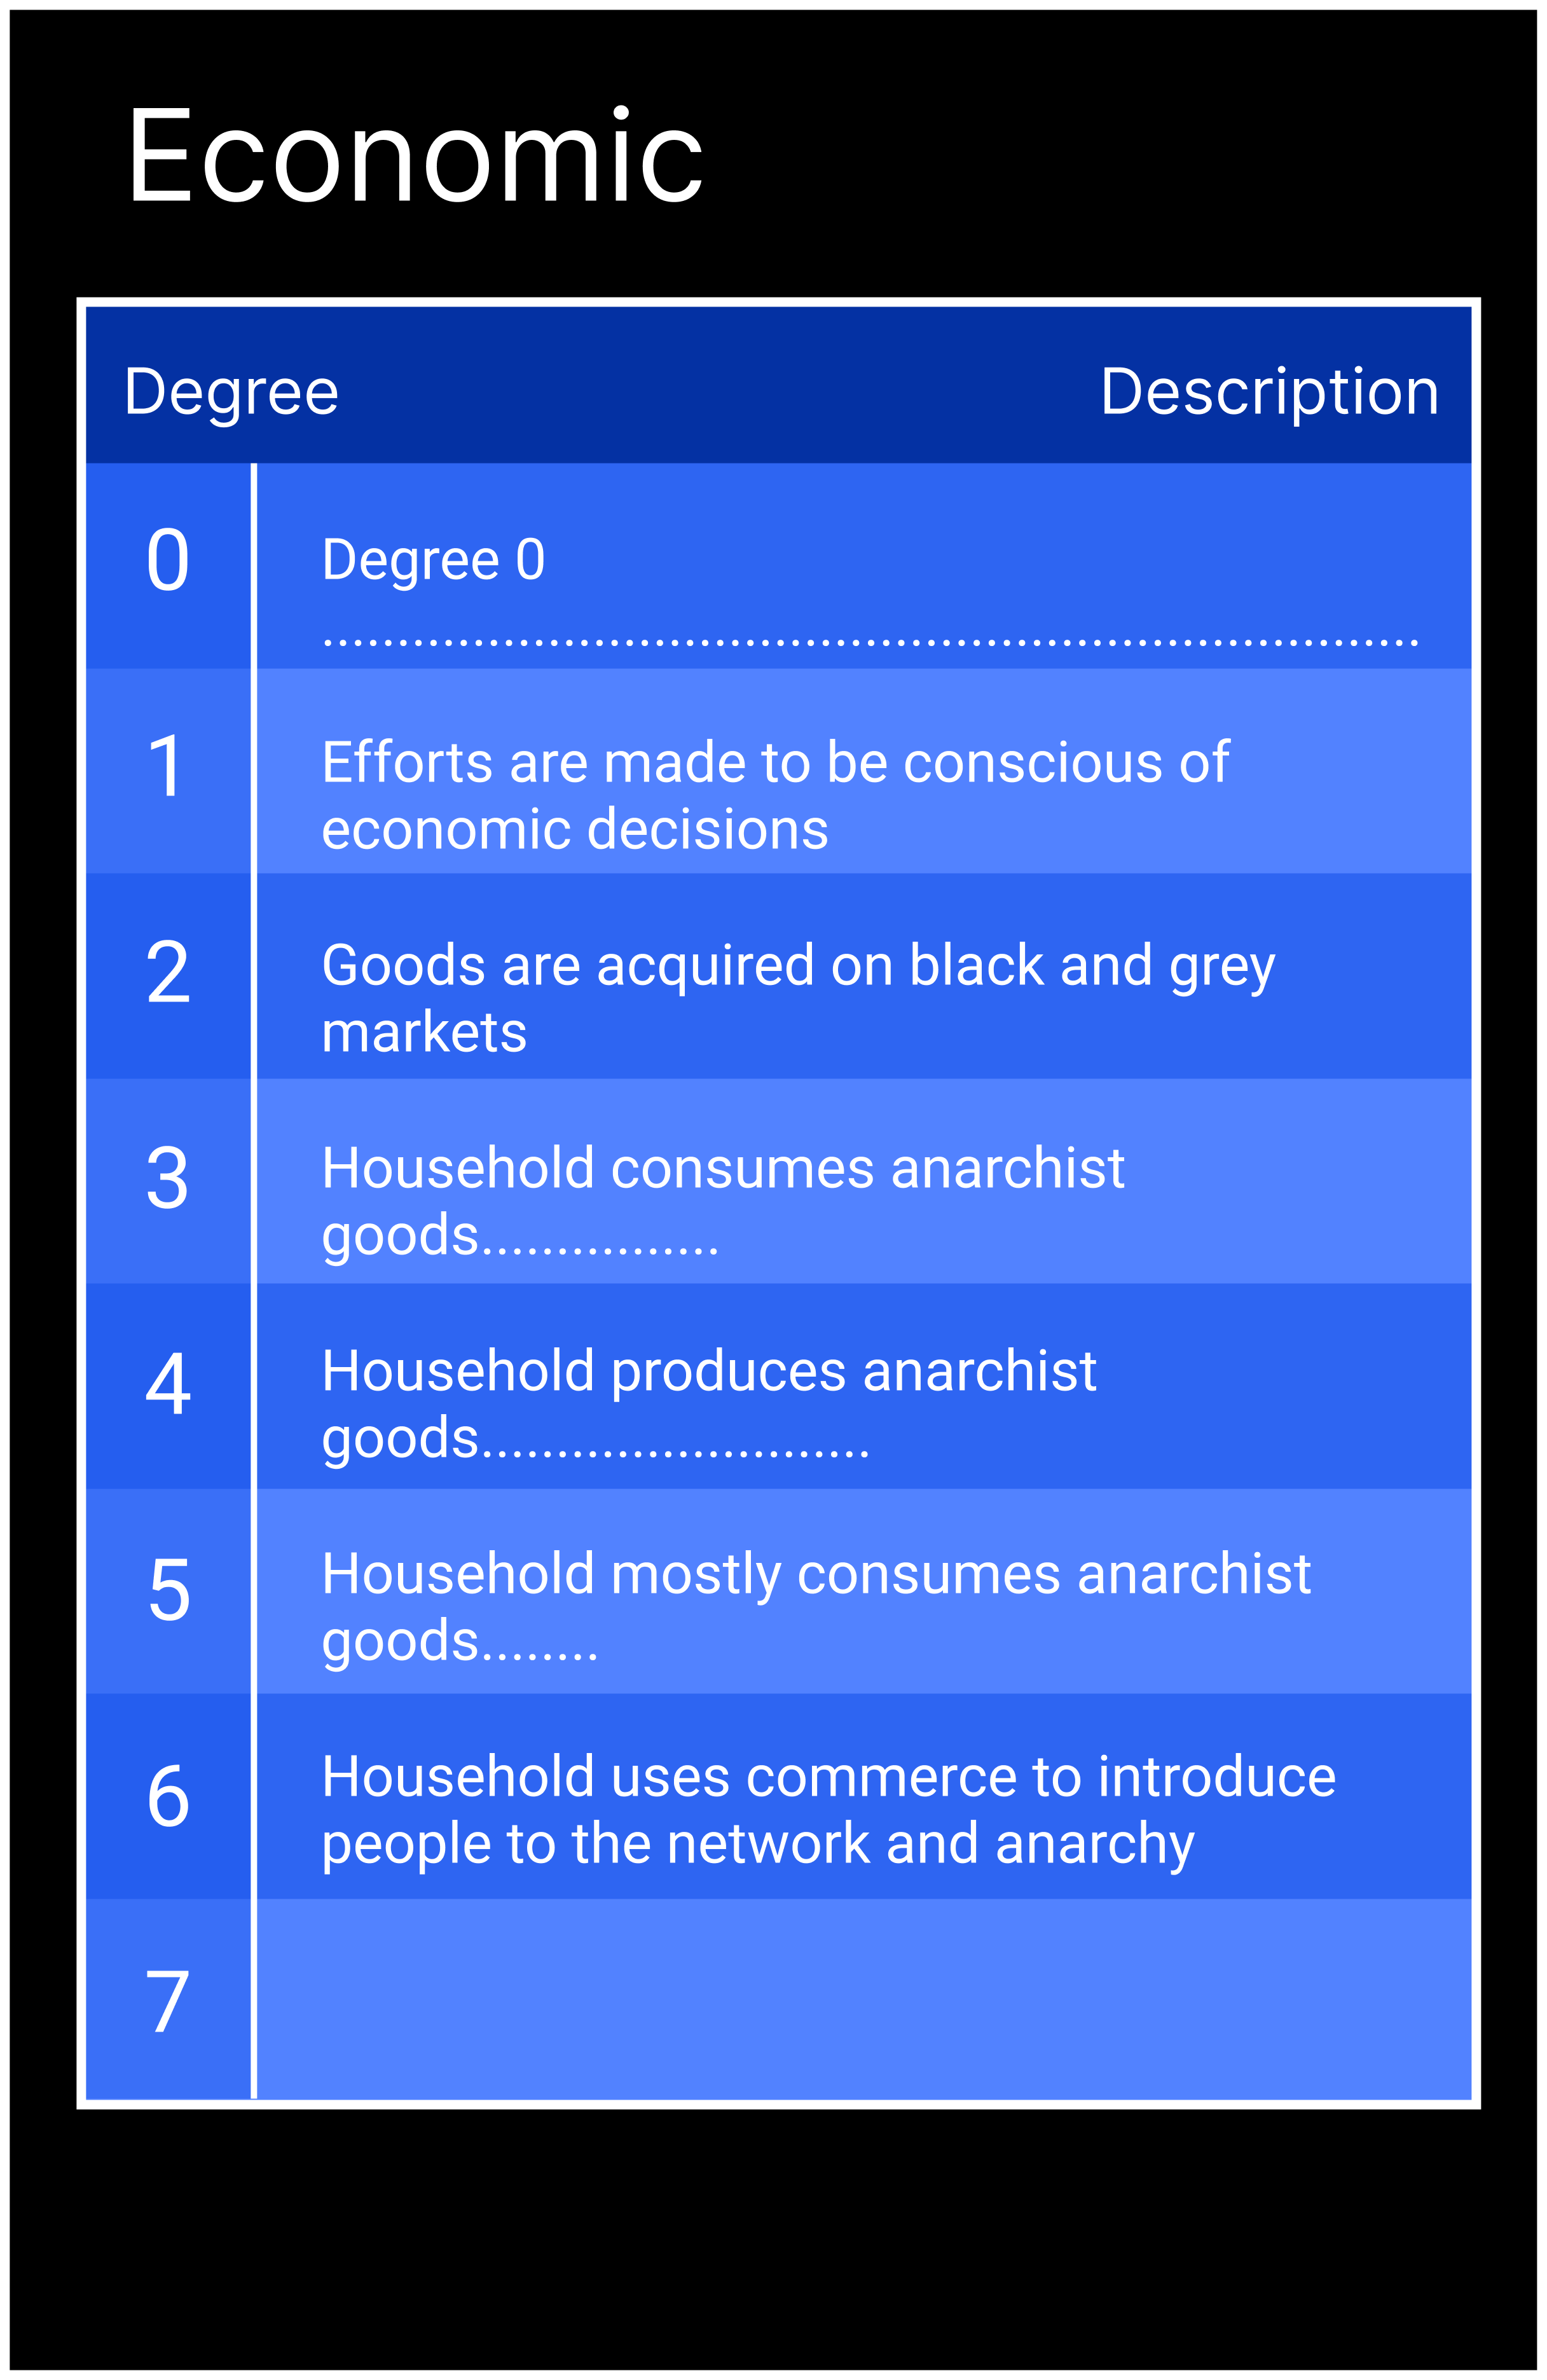 Economic
Degree Description
0 Degree 0
.........................................................................
1 Efforts are made to be conscious of
economic decisions
2 Goods are acquired on black and grey
markets
3 Household consumes anarchist
goods................
4 Household produces anarchist
goods..........................
5 Household mostly consumes anarchist
goods........
6 Household uses commerce to introduce
people to the network and anarchy
7